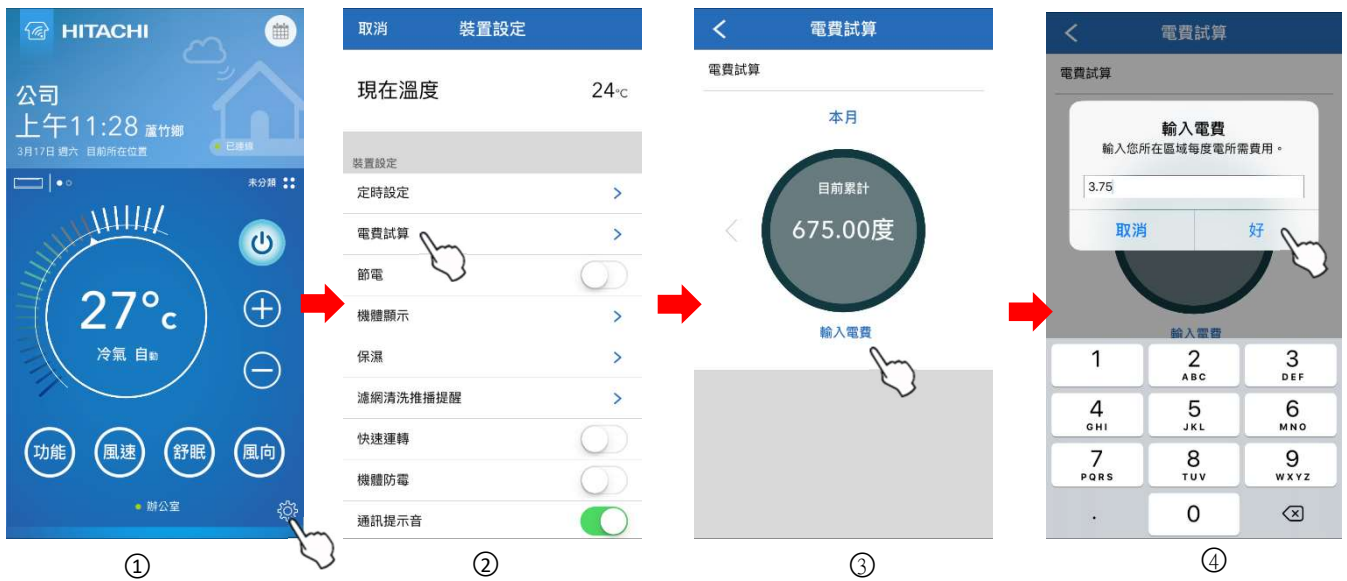 HITACHI
公司
上午11:28 蘆竹鄉
3月17日 週六 目前所在位置
已連線
未分類
27°c
冷氣 自動
功能 風速 舒眠 風向
辦公室
①
取消 裝置設定
現在溫度 24°C
裝置設定
定時設定
電費試算
節電
機體顯示
保濕
濾網清洗推播提醒
快速運轉
機體防霉
通訊提示音
②
電費試算
電費試算
本月
目前累計
675.00度
輸入電費
③
電費試算
電費試算
輸入電費
輸入您所在區域每度電所需費用。
3.75
取消 好
輸入電費
1 2 3
ABC DEF
4 5 6
GHI JKL MNO
7 8 9
PQRS TUV WXYZ
. 0
④